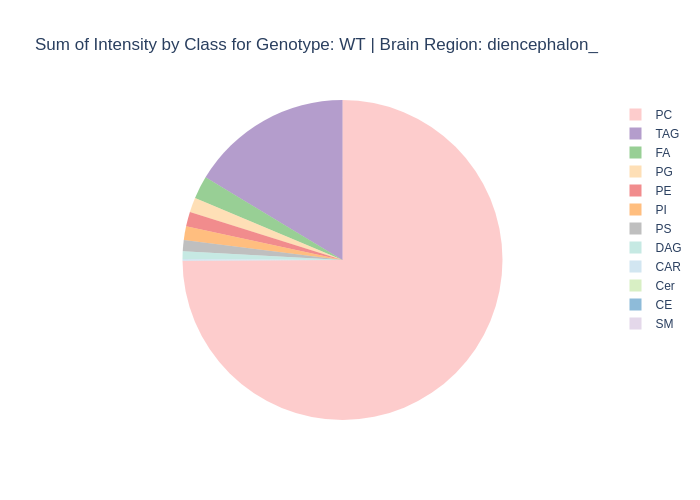 Sum of Intensity by Class for Genotype: WT | Brain Region: diencephalon_
PC
TAG
FA
PG
PE
PI
PS
DAG
CAR
Cer
CE
SM